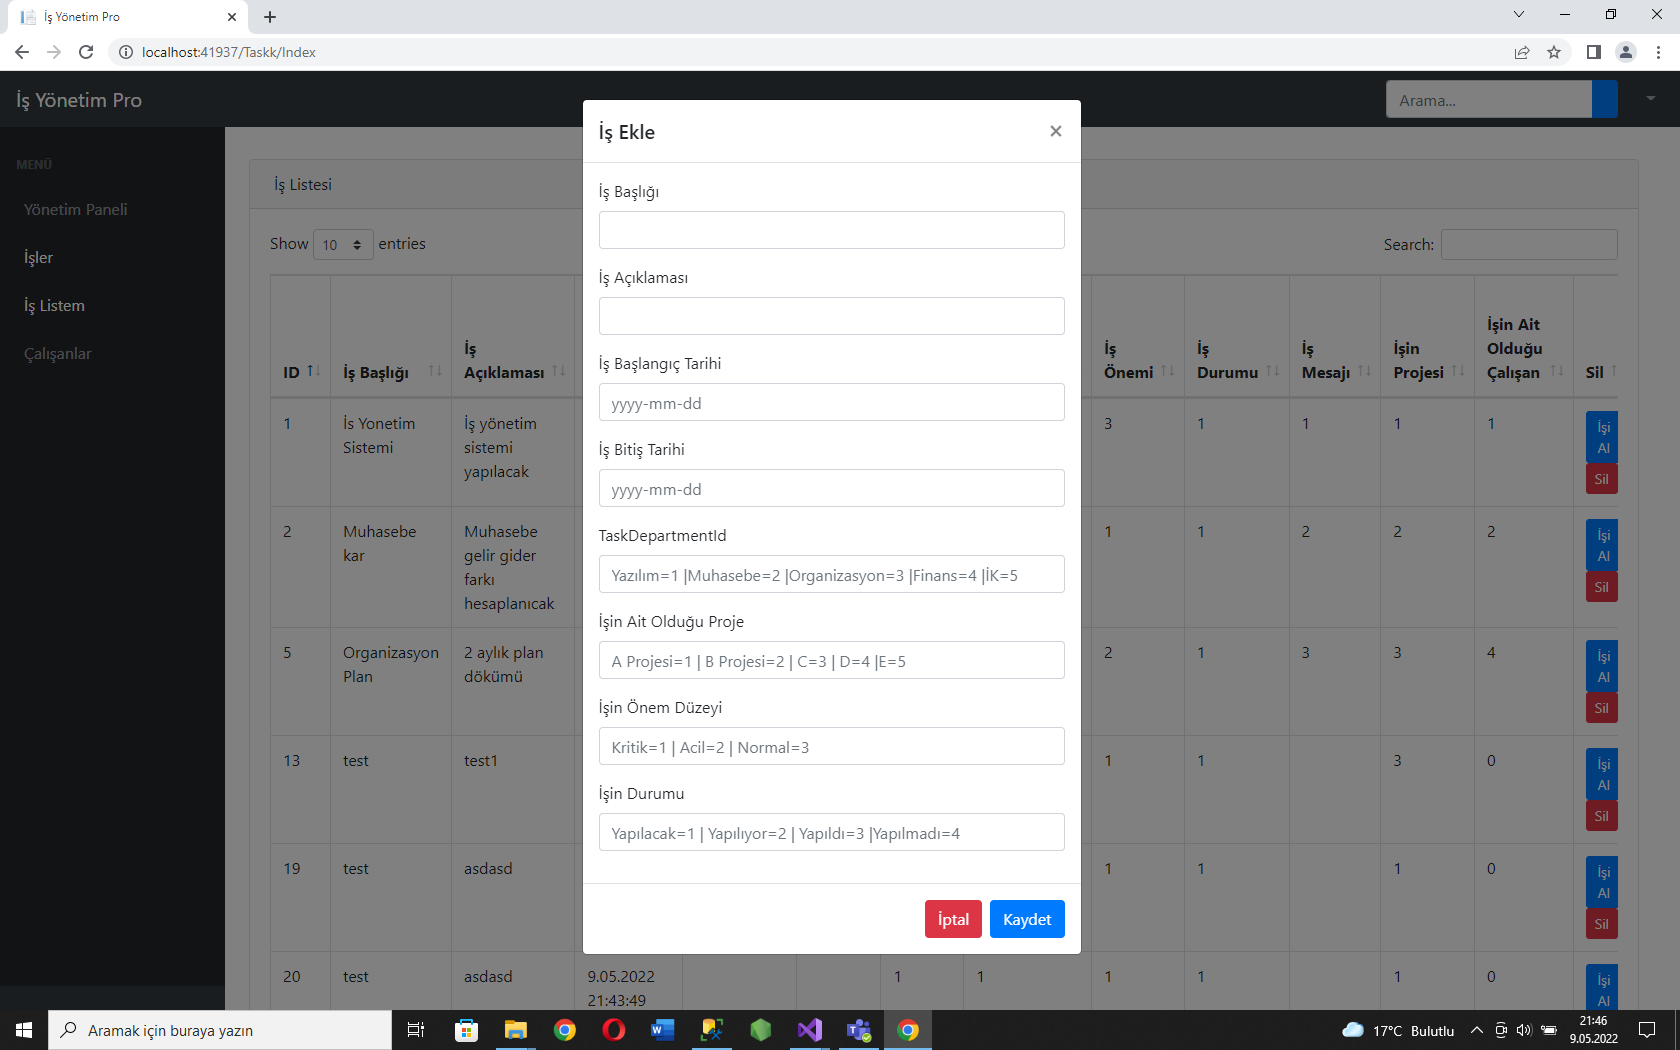 İş Yönetim Pro
localhost:41937/Taskk/Index
İş Yönetim Pro
Arama...
MENÜ
Yönetim Paneli
İşler
İş Listem
Çalışanlar
İş Listesi
Show 10 entries
Search:
ID
İş Başlığı
İş Açıklaması
İş Önemi
İş Durumu
İş Mesajı
İşin Projesi
İşin Ait Olduğu Çalışan
Sil
1 İs Yonetim Sistemi İş yönetim sistemi yapılacak 3 1 1 1 1 İşi Al Sil
2 Muhasebe kar Muhasebe gelir gider farkı hesaplanıcak 1 1 2 2 2 İşi Al Sil
5 Organizasyon Plan 2 aylık plan dökümü 2 1 3 3 4 İşi Al Sil
13 test test1 1 1 3 0 İşi Al Sil
19 test asdasd 1 1 1 0 İşi Al Sil
20 test asdasd 9.05.2022 21:43:49 1 1 1 1 1 0 İşi Al
İş Ekle
×
İş Başlığı
İş Açıklaması
İş Başlangıç Tarihi
yyyy-mm-dd
İş Bitiş Tarihi
yyyy-mm-dd
TaskDepartmentId
Yazılım=1 |Muhasebe=2 |Organizasyon=3 |Finans=4 |İK=5
İşin Ait Olduğu Proje
A Projesi=1 | B Projesi=2 | C=3 | D=4 |E=5
İşin Önem Düzeyi
Kritik=1 | Acil=2 | Normal=3
İşin Durumu
Yapılacak=1 | Yapılıyor=2 | Yapıldı=3 |Yapılmadı=4
İptal
Kaydet
Aramak için buraya yazın
17°C Bulutlu
21:46
9.05.2022